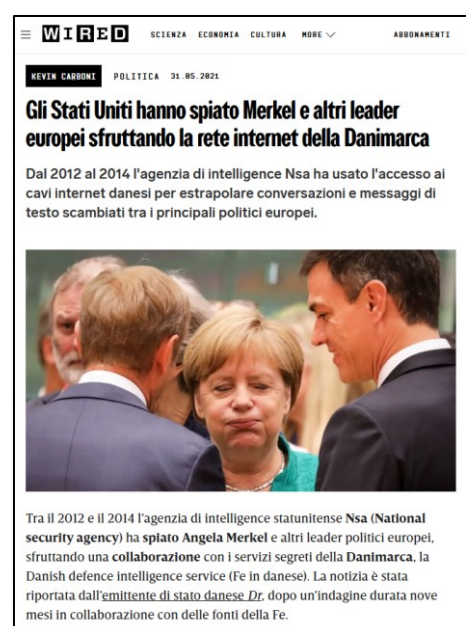 WIRED SCIENZA ECONOMIA CULTURA MORE ABBONAMENTI
KEVIN CARBONI POLITICA 31.05.2021
Gli Stati Uniti hanno spiato Merkel e altri leader
europei sfruttando la rete internet della Danimarca
Dal 2012 al 2014 l'agenzia di intelligence Nsa ha usato l'accesso ai
cavi internet danesi per estrapolare conversazioni e messaggi di
testo scambiati tra i principali politici europei.
Tra il 2012 e il 2014 l'agenzia di intelligence statunitense Nsa (National
security agency) ha spiato Angela Merkel e altri leader politici europei,
sfruttando una collaborazione con i servizi segreti della Danimarca, la
Danish defence intelligence service (Fe in danese). La notizia è stata
riportata dall'emittente di stato danese Dr, dopo un'indagine durata nove
mesi in collaborazione con delle fonti della Fe.